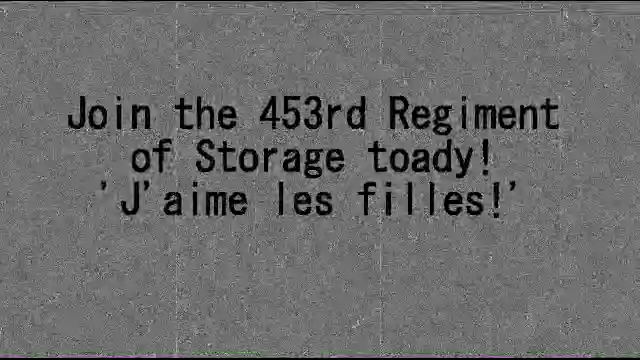 Join the 453rd Regiment
of Storage toady!
'J'aime les filles!'